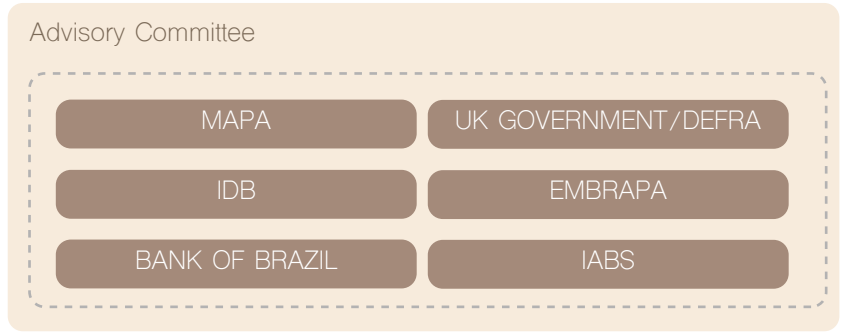 Advisory Committee
MAPA
UK GOVERNMENT/DEFRA
IDB
EMBRAPA
BANK OF BRAZIL
IABS